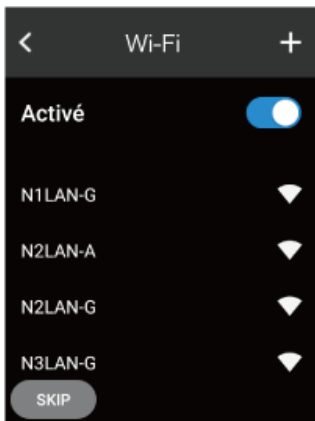 Wi-Fi
Activé
N1LAN-G
N2LAN-A
N2LAN-G
N3LAN-G
SKIP